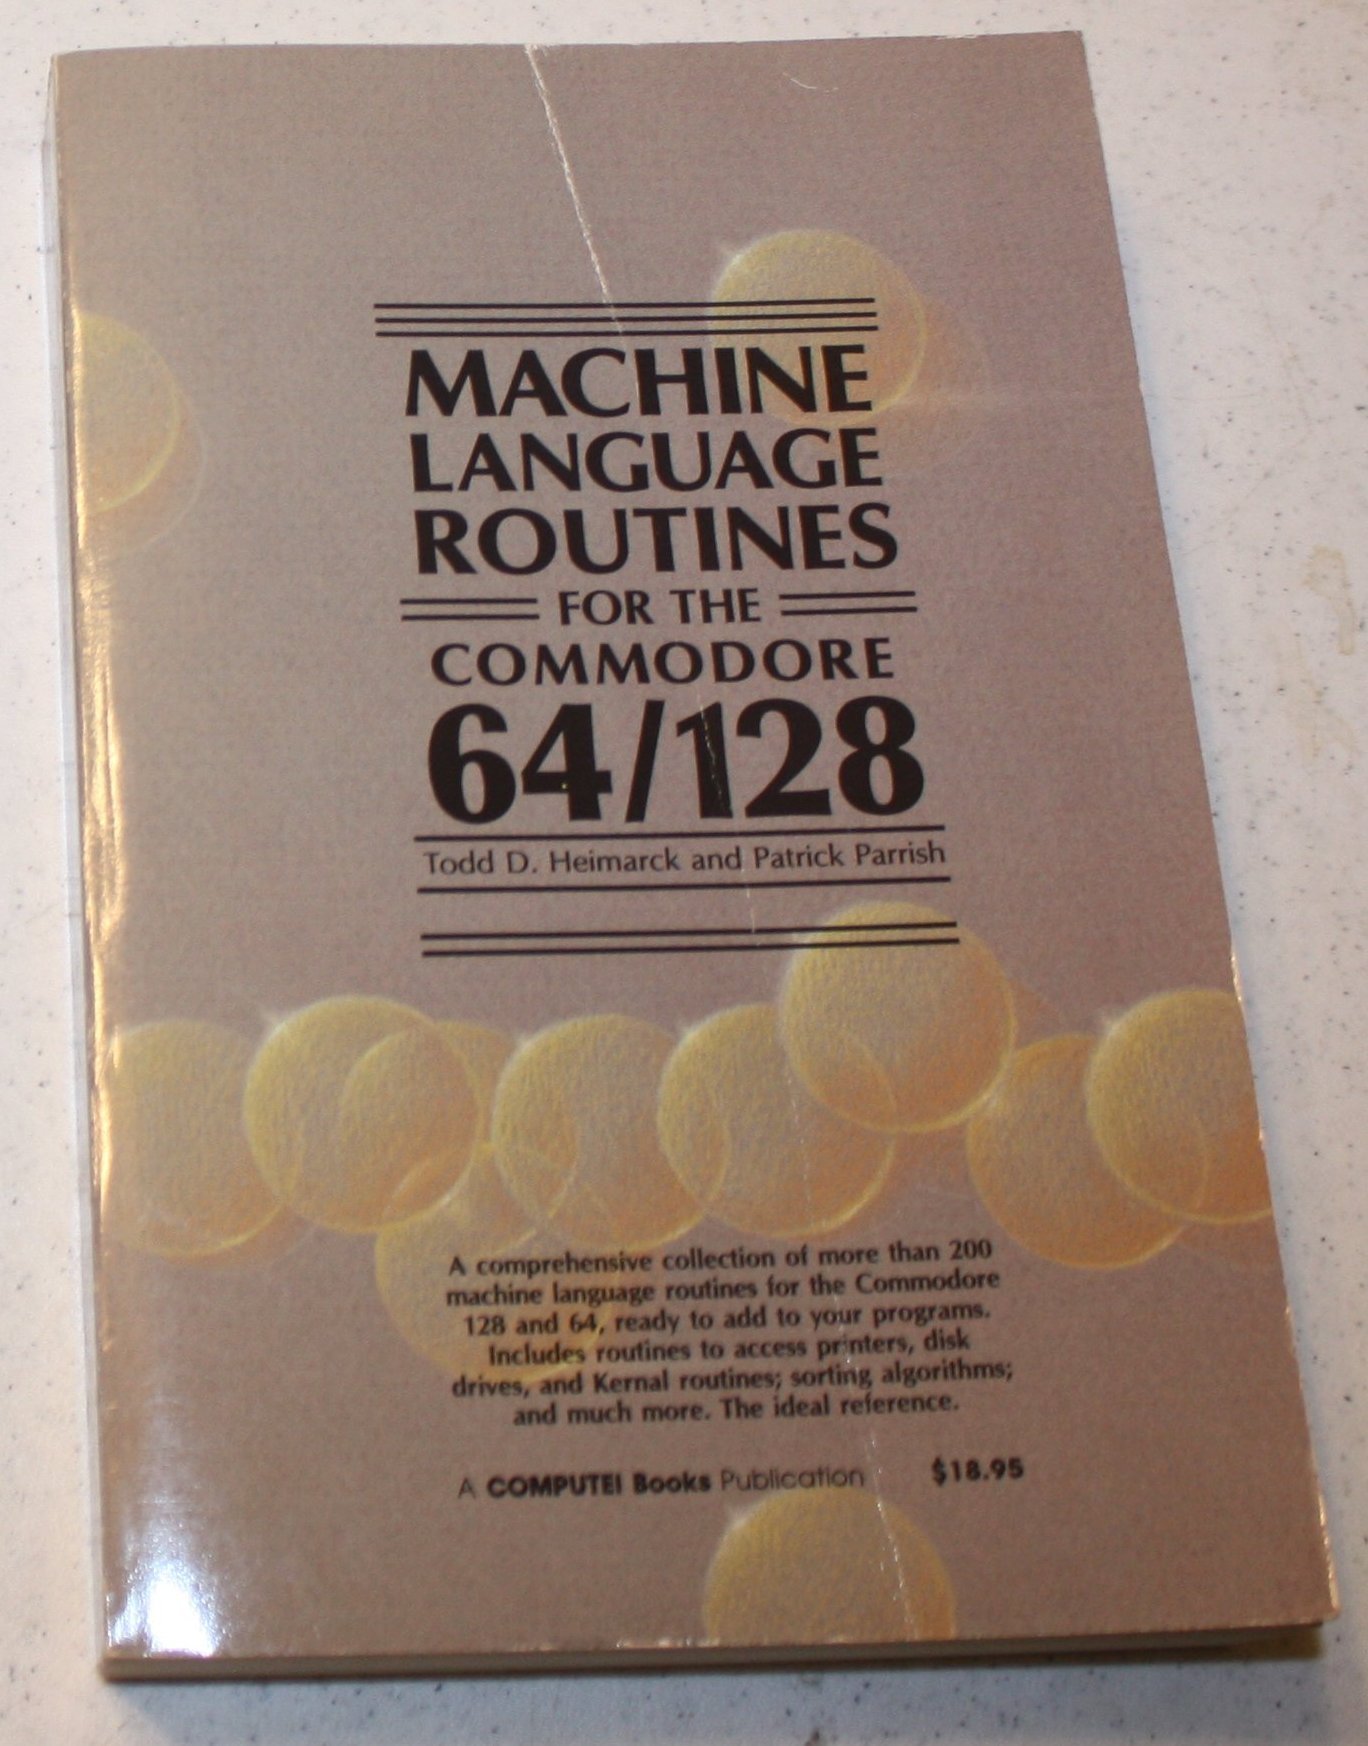 MACHINE
LANGUAGE
ROUTINES
FOR THE
COMMODORE
64/128
Todd D. Heimarck and Patrick Parrish
A comprehensive collection of more than 200
machine language routines for the Commodore
128 and 64, ready to add to your programs.
Includes routines to access printers, disk
drives, and Kernal routines; sorting algorithms;
and much more. The ideal reference.
A COMPUTE! Books Publication $18.95